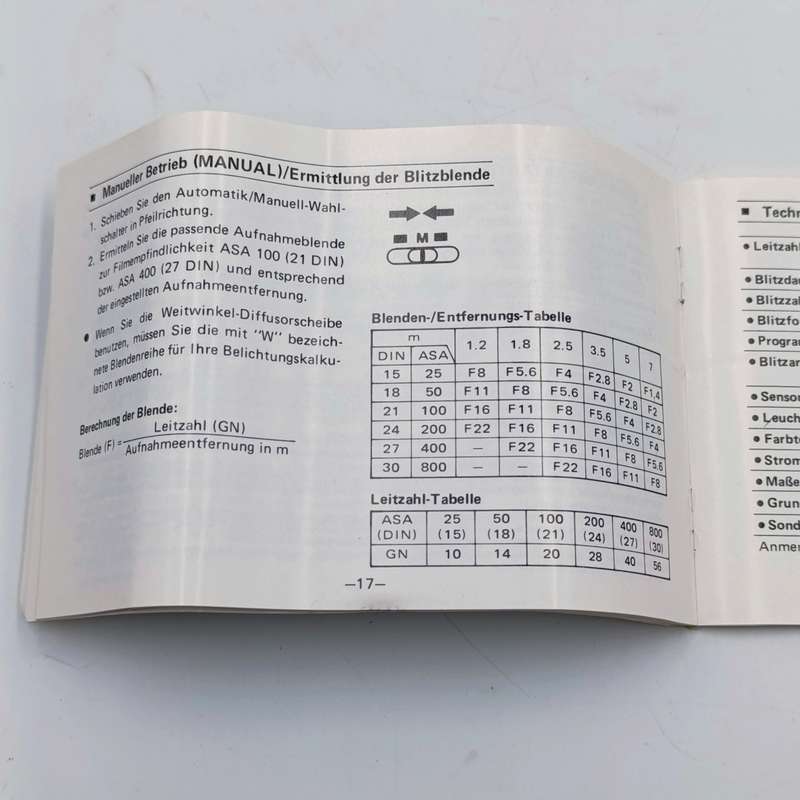 ■ Manueller Betrieb (MANUAL)/Ermittlung der Blitzblende
1. Schieben Sie den Automatik/Manuell-Wahl-
schalter in Pfeilrichtung.
2. Ermitteln Sie die passende Aufnahmeblende
zur Filmempfindlichkeit ASA 100 (21 DIN)
bzw. ASA 400 (27 DIN) und entsprechend
der eingestellten Aufnahmeentfernung.
● Wenn Sie die Weitwinkel-Diffusorscheibe
benutzen, müssen Sie die mit "W" bezeich-
nete Blendenreihe für Ihre Belichtungskalku-
lation verwenden.
Berechnung der Blende:
Blende (F) = Leitzahl (GN)
Aufnahmeentfernung in m
M
Blenden-/Entfernungs-Tabelle
m 1.2 1.8 2.5 3.5 5 7
DIN ASA
15 25 F8 F5.6 F4 F2.8 F2 F1,4
18 50 F11 F8 F5.6 F4 F2.8 F2
21 100 F16 F11 F8 F5.6 F4 F2.8
24 200 F22 F16 F11 F8 F5.6 F4
27 400 – F22 F16 F11 F8 F5.6
30 800 – – F22 F16 F11 F8
Leitzahl-Tabelle
ASA 25 50 100 200 400 800
(DIN) (15) (18) (21) (24) (27) (30)
GN 10 14 20 28 40 56
–17–
■ Techn
● Leitzahl
● Blitzdau
● Blitzzal
● Blitzfo
● Program
● Blitzar
● Senso
● Leuch
● Farbt
● Strom
● Maße
● Grun
● Sond
Anmer